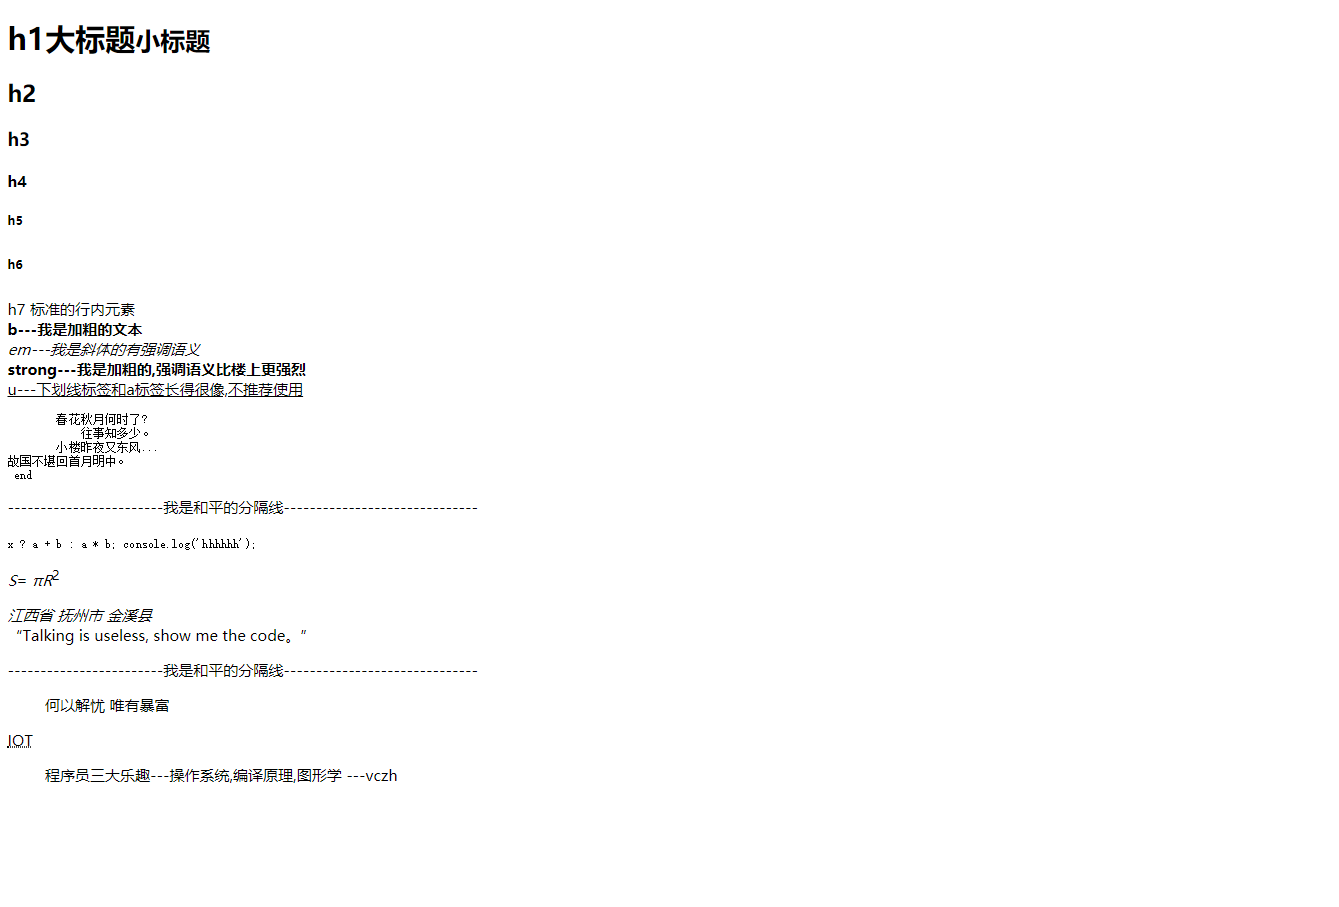 h1大标题小标题
h2
h3
h4
h5
h6
h7 标准的行内元素
b---我是加粗的文本
em---我是斜体的有强调语义
strong---我是加粗的,强调语义比楼上更强烈
u---下划线标签和a标签长得很像,不推荐使用
春花秋月何时了?
往事知多少。
小楼昨夜又东风...
故国不堪回首月明中。
end
------------------------我是和平的分隔线------------------------------
x ? a + b : a * b; console.log('hhhhhh');
S= πR2
江西省 抚州市 金溪县
“Talking is useless, show me the code。”
------------------------我是和平的分隔线------------------------------
何以解忧 唯有暴富
IOT
程序员三大乐趣---操作系统,编译原理,图形学 ---vczh